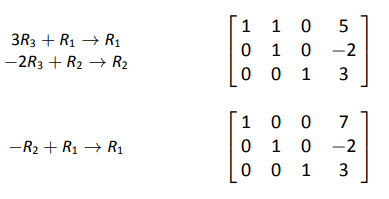 3R₃ + R₁ → R₁
−2R₃ + R₂ → R₂
[1 1 0 5
0 1 0 −2
0 0 1 3]
−R₂ + R₁ → R₁
[1 0 0 7
0 1 0 −2
0 0 1 3]